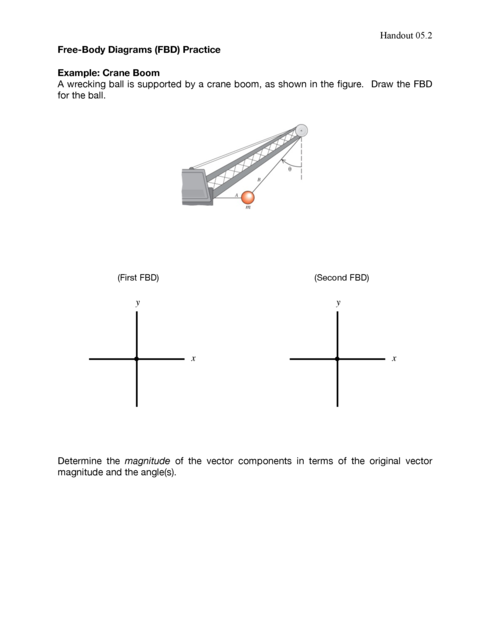 Handout 05.2
Free-Body Diagrams (FBD) Practice
Example: Crane Boom
A wrecking ball is supported by a crane boom, as shown in the figure. Draw the FBD
for the ball.
θ
A
m
(First FBD)
(Second FBD)
y
y
x
x
Determine the magnitude of the vector components in terms of the original vector
magnitude and the angle(s).